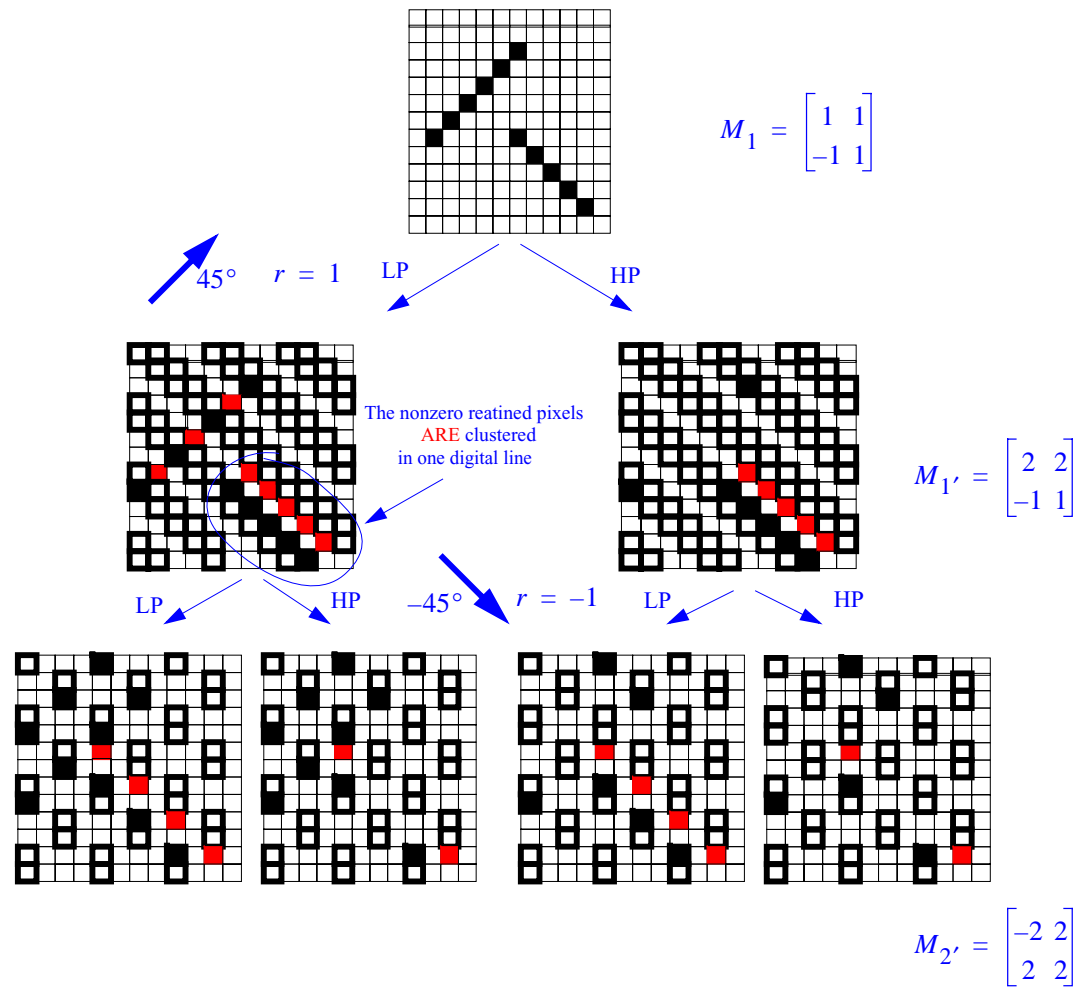 M₁ = [1 1
–1 1]
LP
HP
45° r = 1
The nonzero reatined pixels
ARE clustered
in one digital line
M₁′ = [2 2
–1 1]
LP
HP
–45° r = –1
LP
HP
M₂′ = [–2 2
2 2]